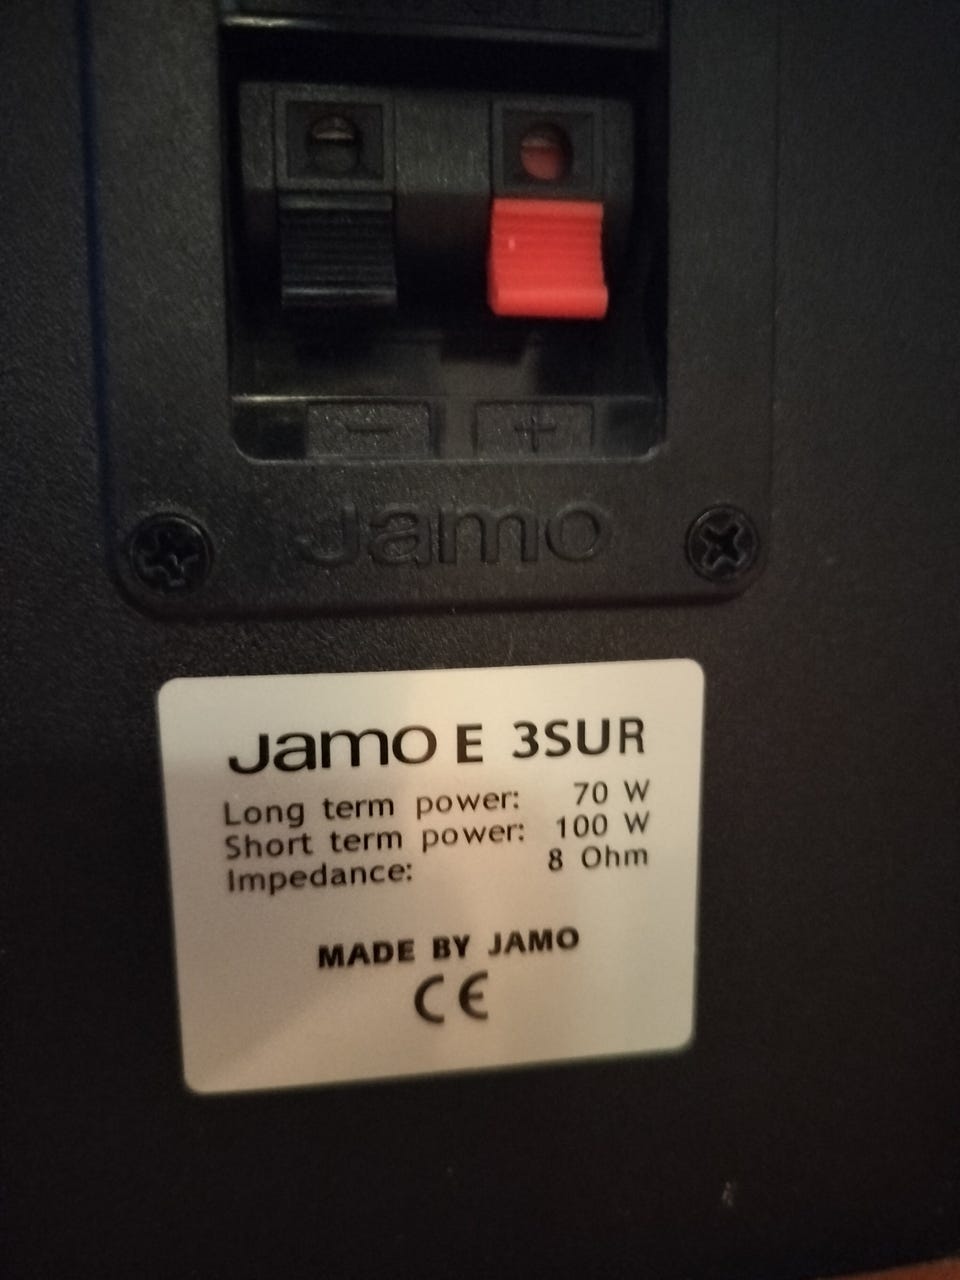 - +
Jamo
Jamo E 3SUR
Long term power: 70 W
Short term power: 100 W
Impedance: 8 Ohm
MADE BY JAMO
CE